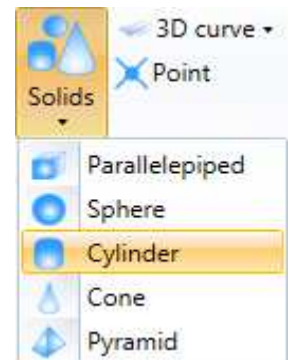 3D curve
Point
Solids
Parallelepiped
Sphere
Cylinder
Cone
Pyramid